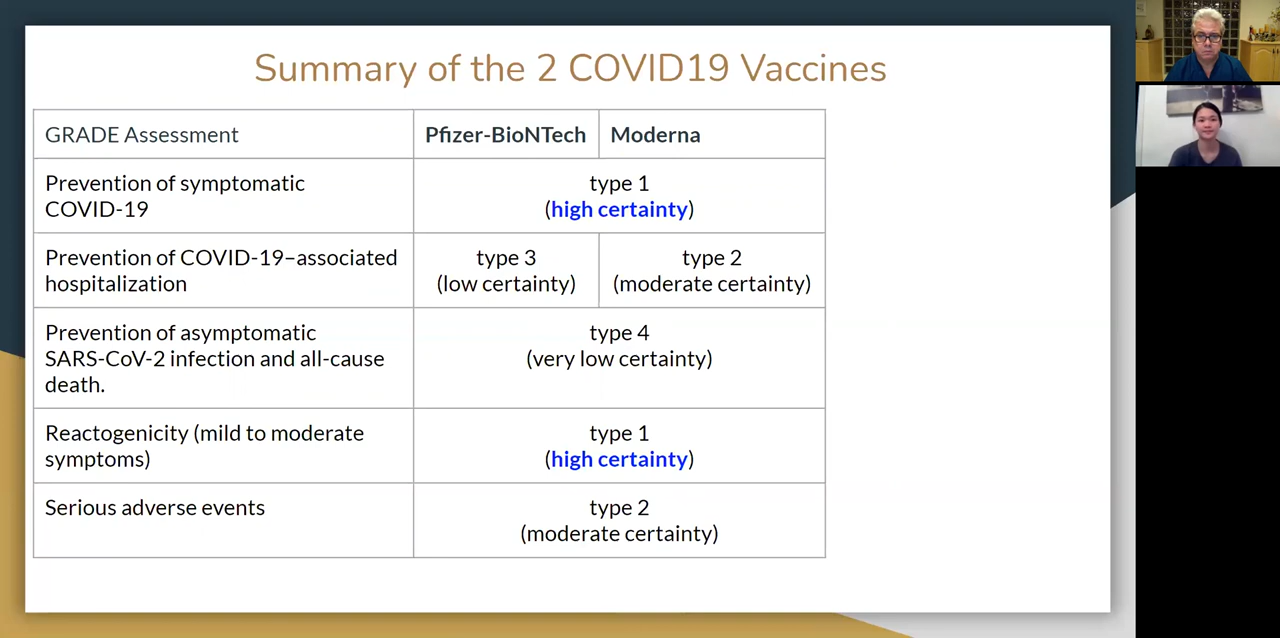 Summary of the 2 COVID19 Vaccines
GRADE Assessment
Pfizer-BioNTech
Moderna
Prevention of symptomatic
COVID-19
type 1
(high certainty)
Prevention of COVID-19–associated
hospitalization
type 3
(low certainty)
type 2
(moderate certainty)
Prevention of asymptomatic
SARS-CoV-2 infection and all-cause
death.
type 4
(very low certainty)
Reactogenicity (mild to moderate
symptoms)
type 1
(high certainty)
Serious adverse events
type 2
(moderate certainty)